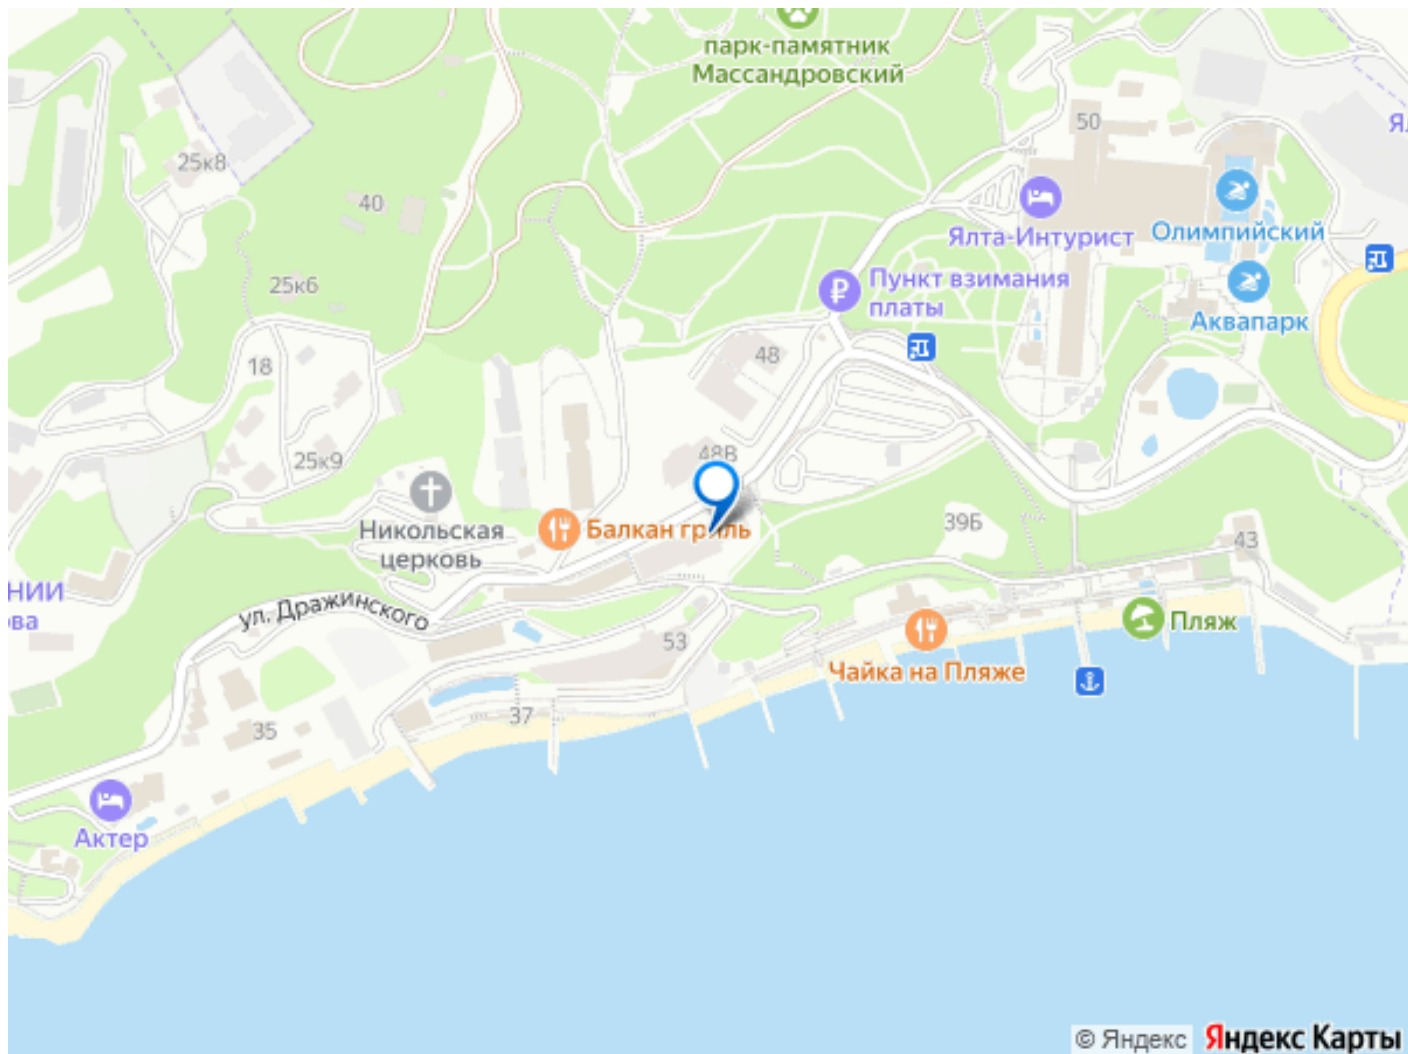 парк-памятник
Массандровский
50
Я
25к8
40
Ялта-Интурист
Олимпийский
25к6
Пункт взимания
платы
Аквапарк
48
18
48В
25к9
Никольская
церковь
Балкан гриль
39Б
43
НИИ
ва
ул. Дражинского
Пляж
53
Чайка на Пляже
37
35
Актер
© Яндекс Яндекс Карты